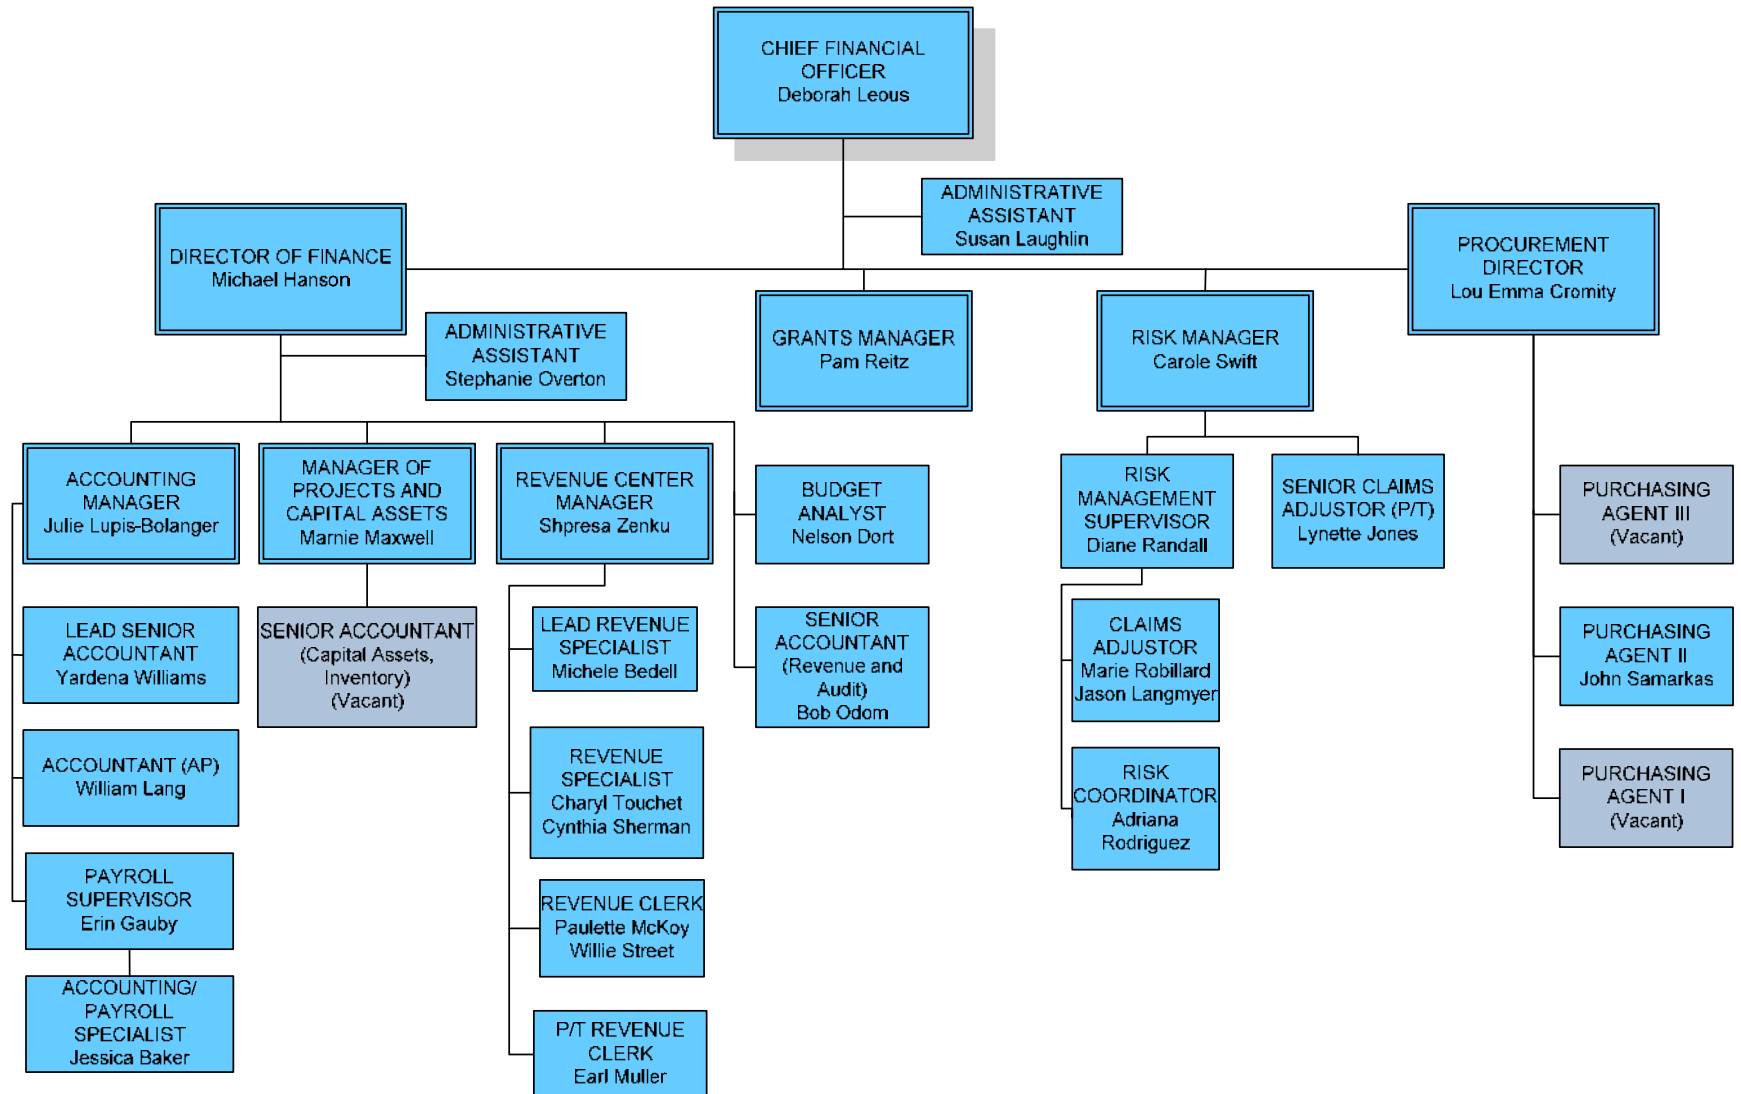 CHIEF FINANCIAL
OFFICER
Deborah Leous
ADMINISTRATIVE
ASSISTANT
Susan Laughlin
DIRECTOR OF FINANCE
Michael Hanson
PROCUREMENT
DIRECTOR
Lou Emma Cromity
ADMINISTRATIVE
ASSISTANT
Stephanie Overton
GRANTS MANAGER
Pam Reitz
RISK MANAGER
Carole Swift
ACCOUNTING
MANAGER
Julie Lupis-Bolanger
MANAGER OF
PROJECTS AND
CAPITAL ASSETS
Marnie Maxwell
REVENUE CENTER
MANAGER
Shpresa Zenku
BUDGET
ANALYST
Nelson Dort
RISK
MANAGEMENT
SUPERVISOR
Diane Randall
SENIOR CLAIMS
ADJUSTOR (P/T)
Lynette Jones
PURCHASING
AGENT III
(Vacant)
LEAD SENIOR
ACCOUNTANT
Yardena Williams
SENIOR ACCOUNTANT
(Capital Assets,
Inventory)
(Vacant)
LEAD REVENUE
SPECIALIST
Michele Bedell
SENIOR
ACCOUNTANT
(Revenue and
Audit)
Bob Odom
CLAIMS
ADJUSTOR
Marie Robillard
Jason Langmyer
PURCHASING
AGENT II
John Samarkas
ACCOUNTANT (AP)
William Lang
REVENUE
SPECIALIST
Charyl Touchet
Cynthia Sherman
RISK
COORDINATOR
Adriana
Rodriguez
PURCHASING
AGENT I
(Vacant)
PAYROLL
SUPERVISOR
Erin Gauby
REVENUE CLERK
Paulette McKoy
Willie Street
ACCOUNTING/
PAYROLL
SPECIALIST
Jessica Baker
P/T REVENUE
CLERK
Earl Muller